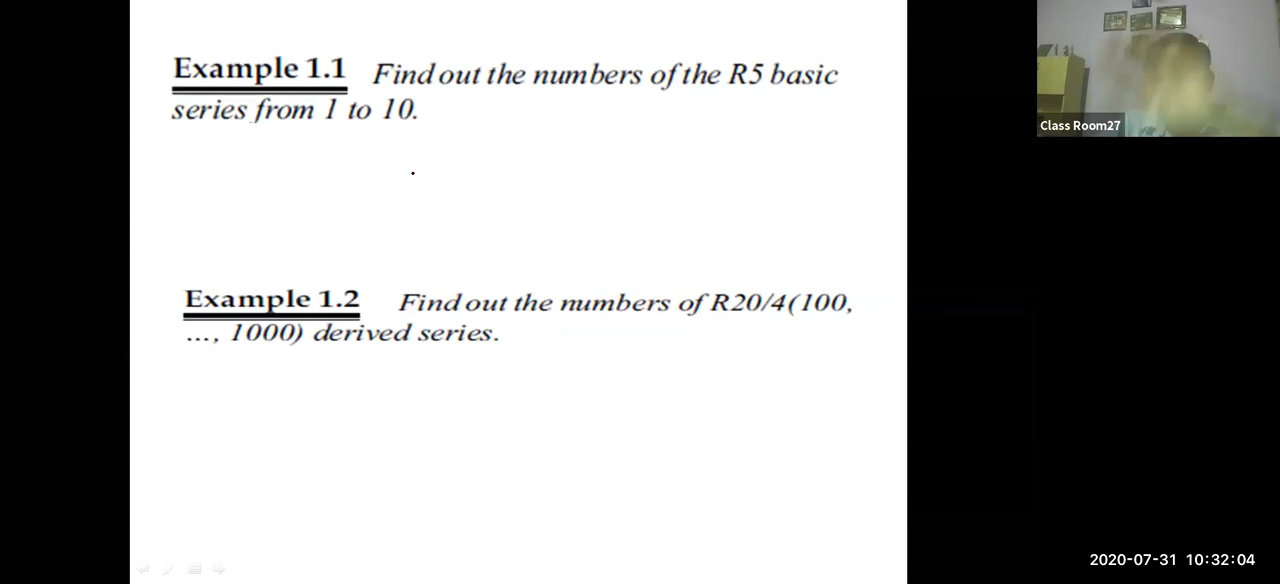 Example 1.1 Find out the numbers of the R5 basic
series from 1 to 10.
Example 1.2 Find out the numbers of R20/4(100,
..., 1000) derived series.
Class Room27
2020-07-31 10:32:04